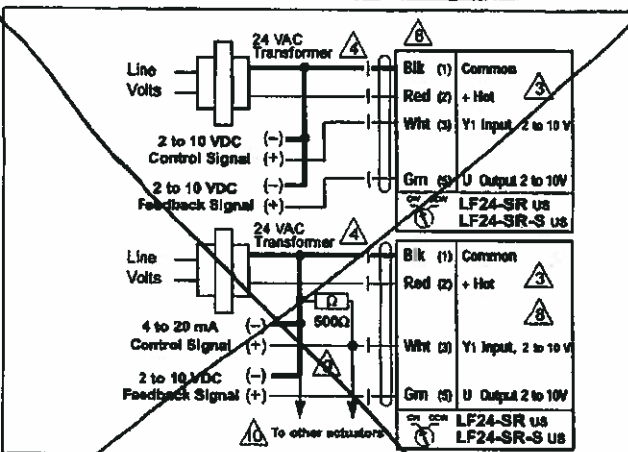 24 VAC
Transformer 4 6
Line
Volts
Blk (1) Common
Red (2) + Hot 3
2 to 10 VDC (–) Wht (3) Y1 Input, 2 to 10 V
Control Signal (+)
2 to 10 VDC (–)
Feedback Signal (+) Grn (5) U Output 2 to 10V
CW CCW LF24-SR US
LF24-SR-S US
24 VAC
Transformer 4
Line
Volts
Blk (1) Common
Red (2) + Hot 3
Ω 8
500Ω
4 to 20 mA (–)
Control Signal (+) Wht (3) Y1 Input, 2 to 10 V
9
2 to 10 VDC (–)
Feedback Signal (+) Grn (5) U Output 2 to 10V
10 To other actuators
CW CCW LF24-SR US
LF24-SR-S US